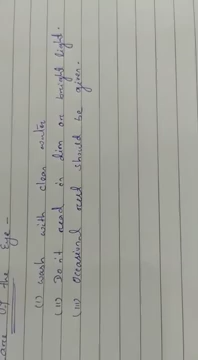 are of the Eye -
(i) Wash with clean water
(ii) Don't read in dim or bright light.
(iii) Occasional rest should be given.